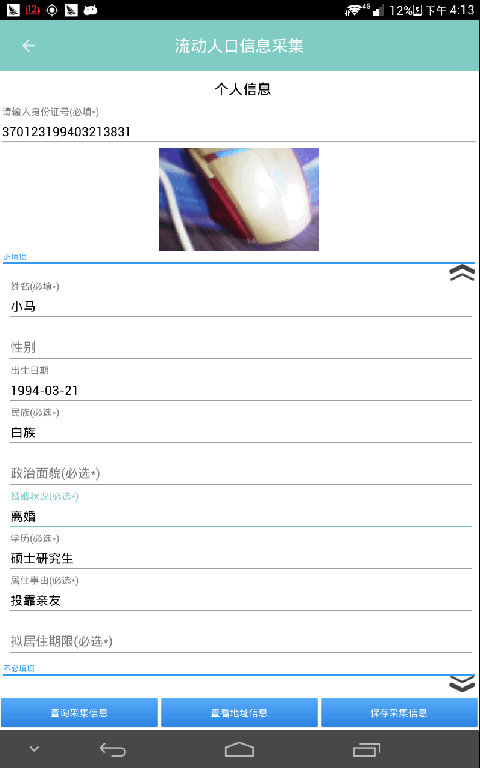 (12)
4G
12%
下午 4:13
流动人口信息采集
个人信息
请输入身份证号(必填*)
370123199403213831
必填项
姓名(必填*)
小马
性别
出生日期
1994-03-21
民族(必选*)
白族
政治面貌(必选*)
婚姻状况(必选*)
离婚
学历(必选*)
硕士研究生
居住事由(必选*)
投靠亲友
拟居住期限(必选*)
不必填项
查询采集信息
查看地址信息
保存采集信息